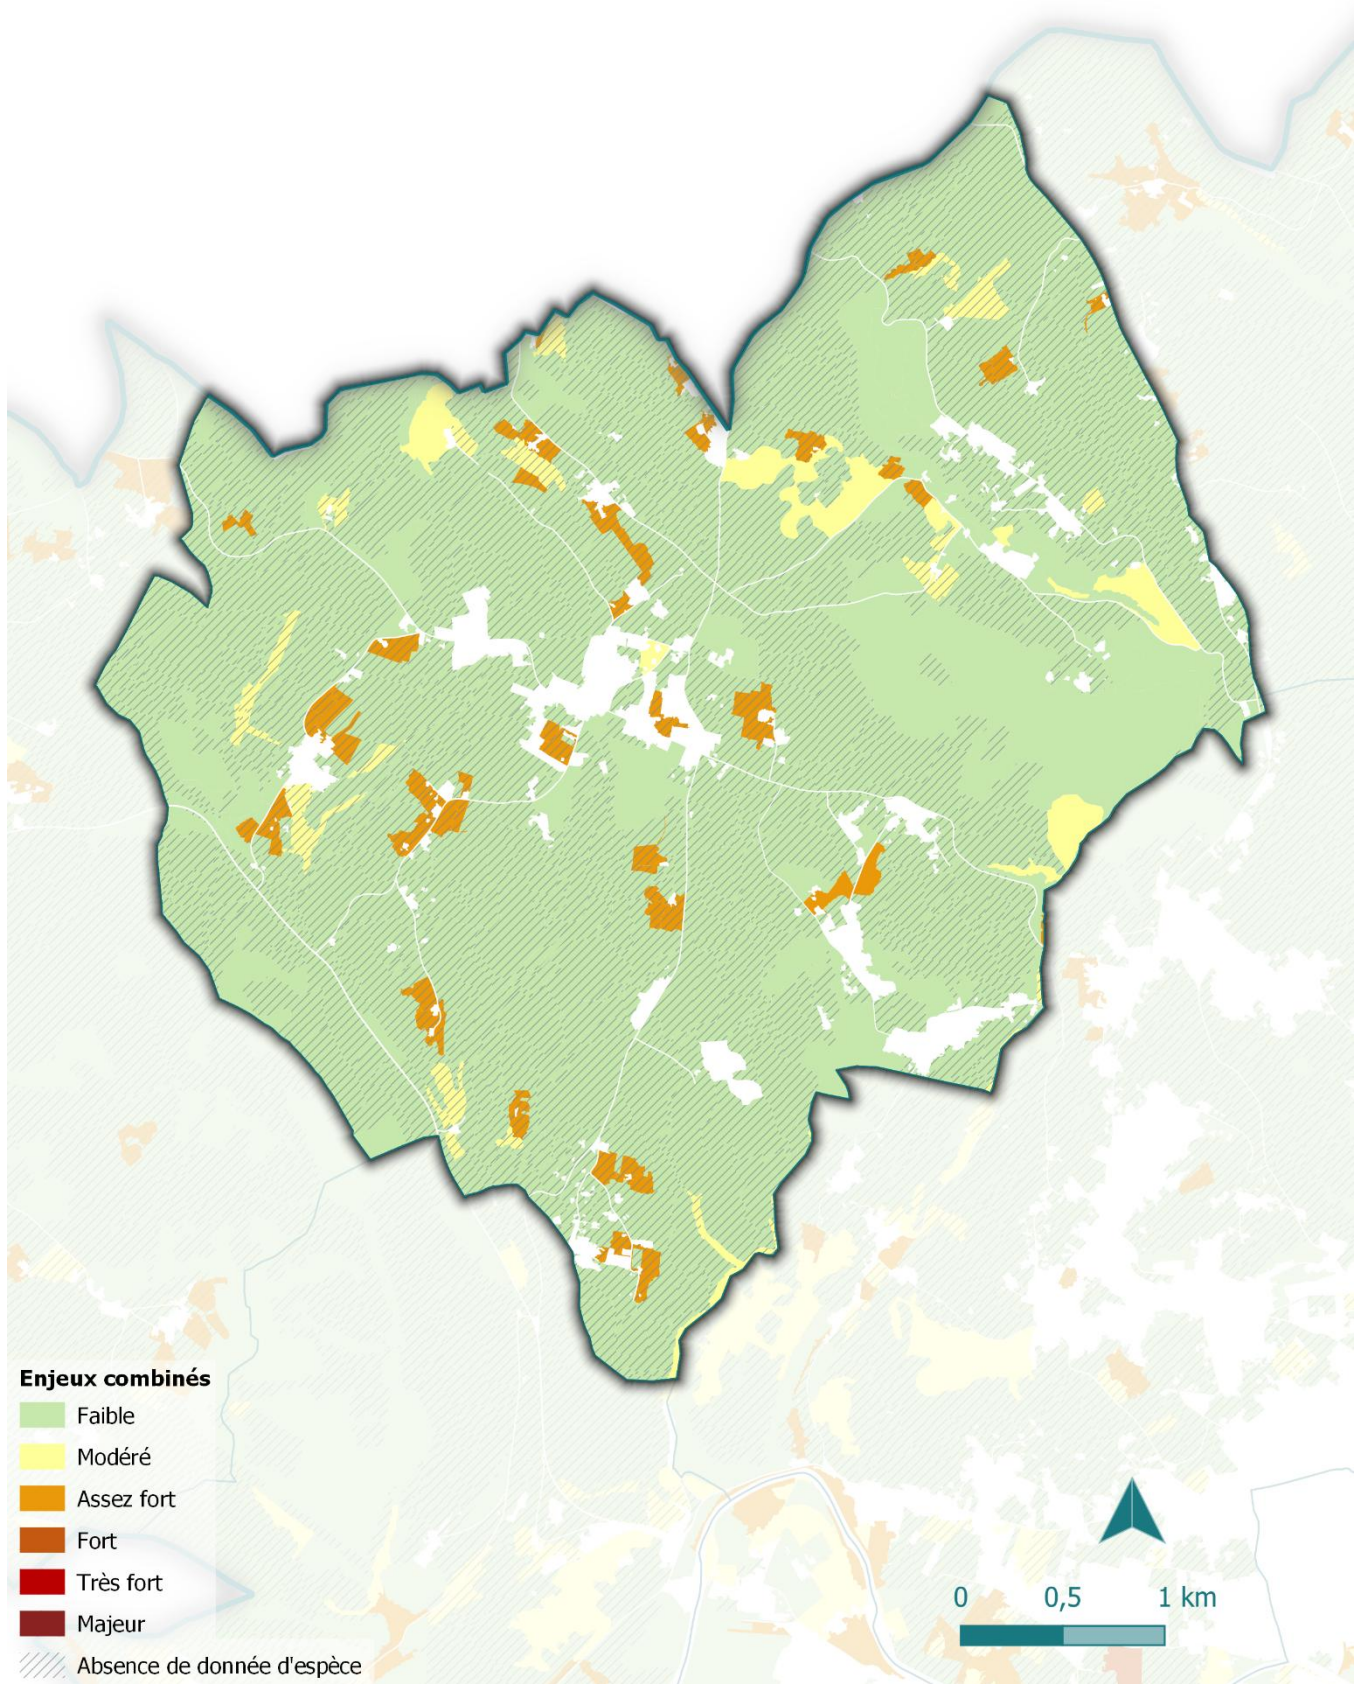 Enjeux combinés
Faible
Modéré
Assez fort
Fort
Très fort
Majeur
Absence de donnée d'espèce
0 0,5 1 km